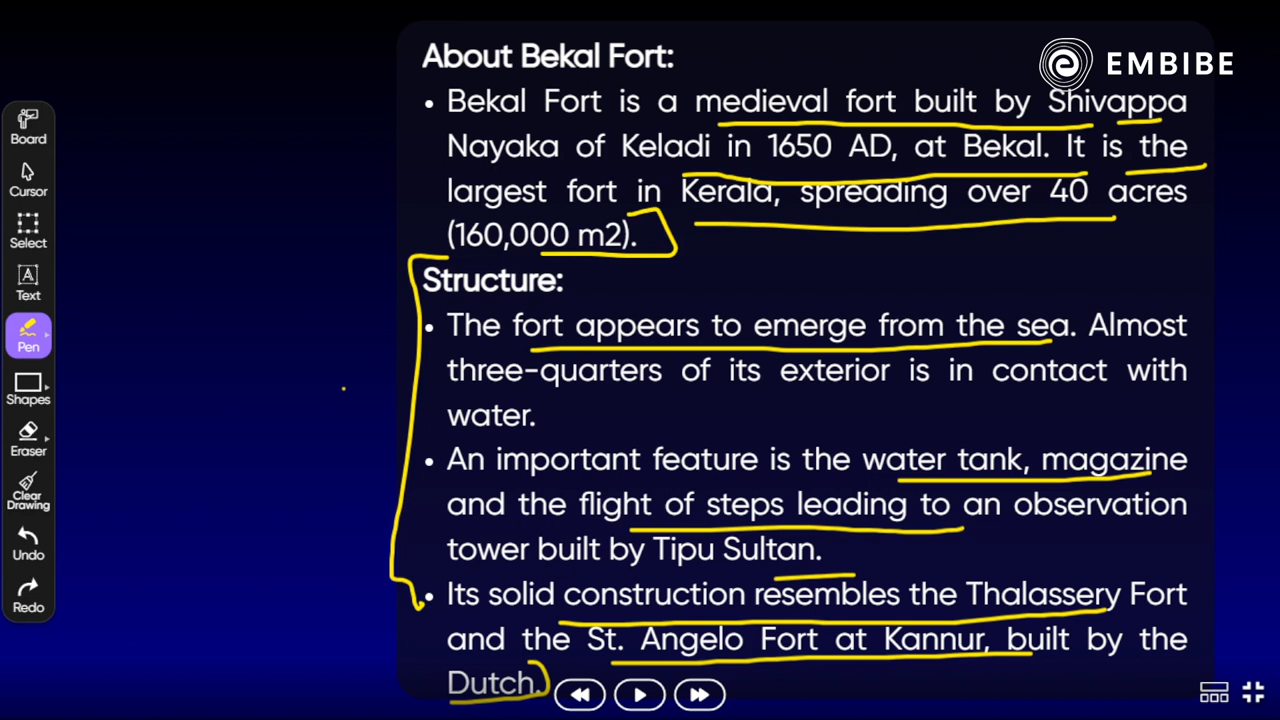 EMBIBE
About Bekal Fort:
• Bekal Fort is a medieval fort built by Shivappa
Nayaka of Keladi in 1650 AD, at Bekal. It is the
largest fort in Kerala, spreading over 40 acres
(160,000 m2).
Structure:
• The fort appears to emerge from the sea. Almost
three-quarters of its exterior is in contact with
water.
• An important feature is the water tank, magazine
and the flight of steps leading to an observation
tower built by Tipu Sultan.
• Its solid construction resembles the Thalassery Fort
and the St. Angelo Fort at Kannur, built by the
Dutch.
Board
Cursor
Select
A
Text
Pen
Shapes
Eraser
Clear
Drawing
Undo
Redo